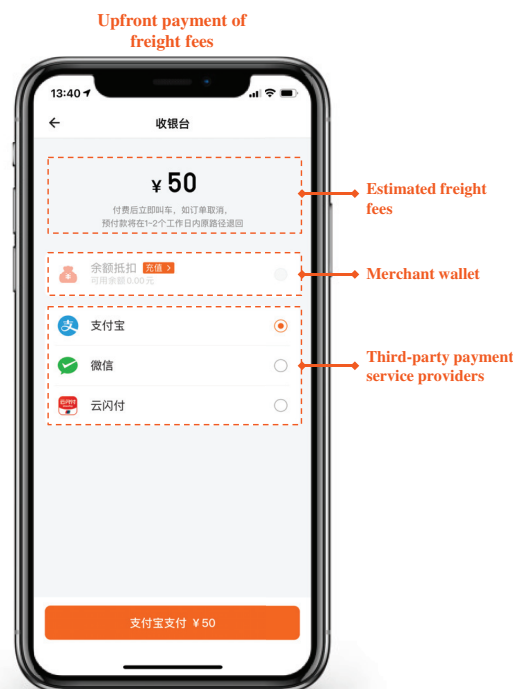 Upfront payment of
freight fees
13:40
收银台
¥ 50
付费后立即叫车，如订单取消，
预付款将在1-2个工作日内原路径退回
Estimated freight
fees
余额抵扣 充值 >
可用余额0.00元
Merchant wallet
支 支付宝
微信
Third-party payment
service providers
云闪付 云闪付
支付宝支付 ¥50